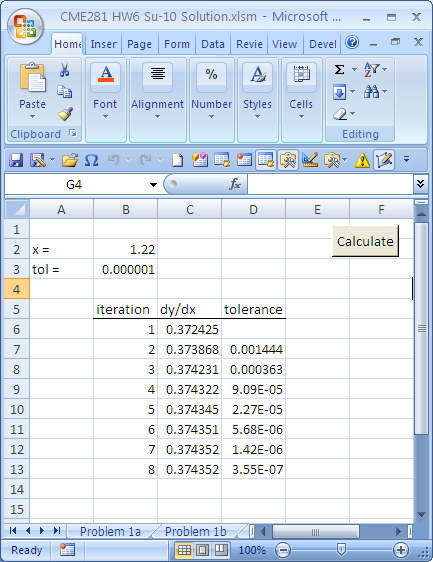 CME281 HW6 Su-10 Solution.xlsm - Microsoft ...
Home Inser Page Form Data Revie View Devel
Paste Font Alignment Number Styles Cells
Clipboard Editing
G4 fx
A B C D E F
1
2 x = 1.22 Calculate
3 tol = 0.000001
4
5 iteration dy/dx tolerance
6 1 0.372425
7 2 0.373868 0.001444
8 3 0.374231 0.000363
9 4 0.374322 9.09E-05
10 5 0.374345 2.27E-05
11 6 0.374351 5.68E-06
12 7 0.374352 1.42E-06
13 8 0.374352 3.55E-07
14
15
Problem 1a Problem 1b
Ready 100%